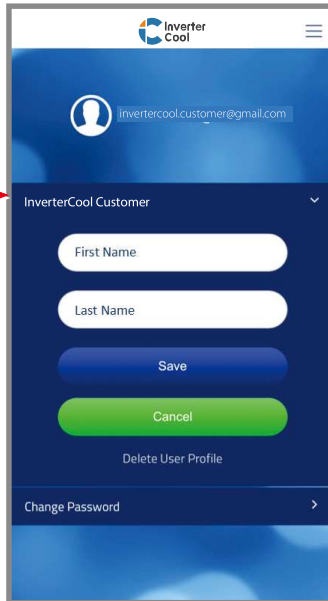 Inverter
Cool
invertercool.customer@gmail.com
InverterCool Customer
First Name
Last Name
Save
Cancel
Delete User Profile
Change Password